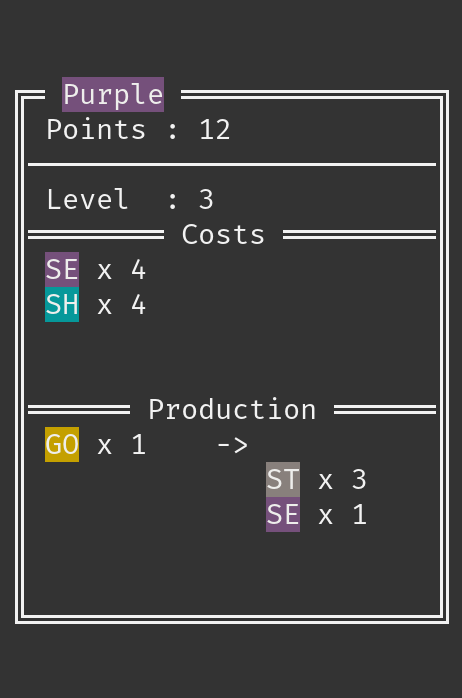 Purple
Points : 12
Level  : 3
Costs
SE x 4
SH x 4
Production
GO x 1    ->
ST x 3
SE x 1